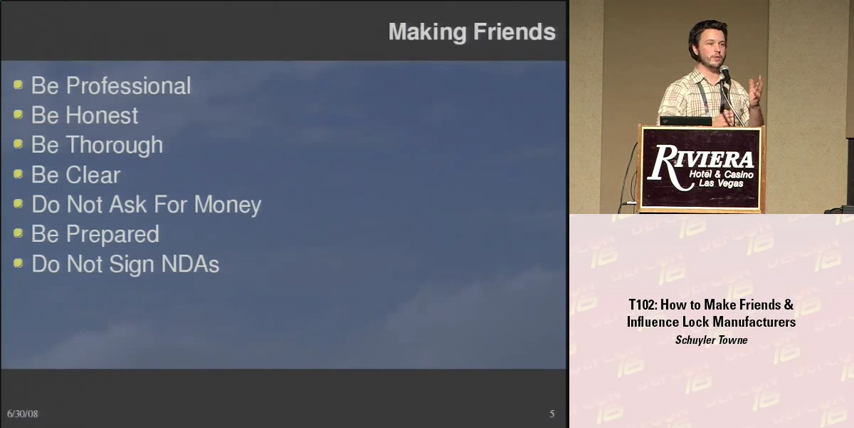 Making Friends
Be Professional
Be Honest
Be Thorough
Be Clear
Do Not Ask For Money
Be Prepared
Do Not Sign NDAs
6/30/08
5
RIVIERA
Hotel & Casino
Las Vegas
T102: How to Make Friends &
Influence Lock Manufacturers
Schuyler Towne